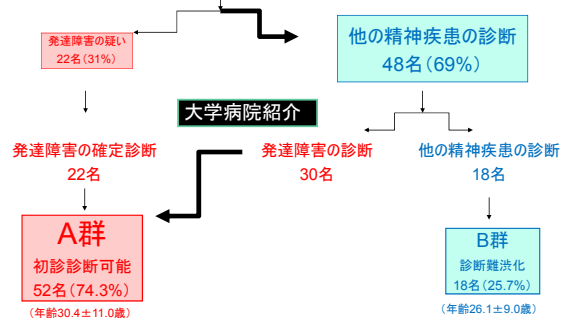 発達障害の疑い
22名(31%)
他の精神疾患の診断
48名(69%)
大学病院紹介
発達障害の確定診断
22名
発達障害の診断
30名
他の精神疾患の診断
18名
A群
初診診断可能
52名(74.3%)
(年齢30.4±11.0歳)
B群
診断難渋化
18名(25.7%)
(年齢26.1±9.0歳)